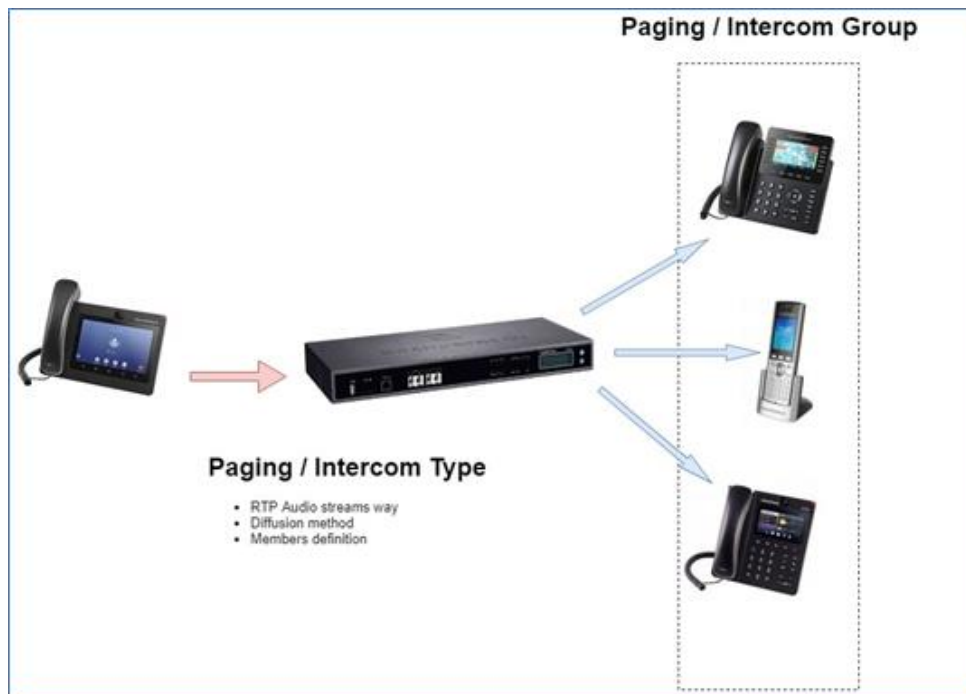 Paging / Intercom Group
Paging / Intercom Type
• RTP Audio streams way
• Diffusion method
• Members definition